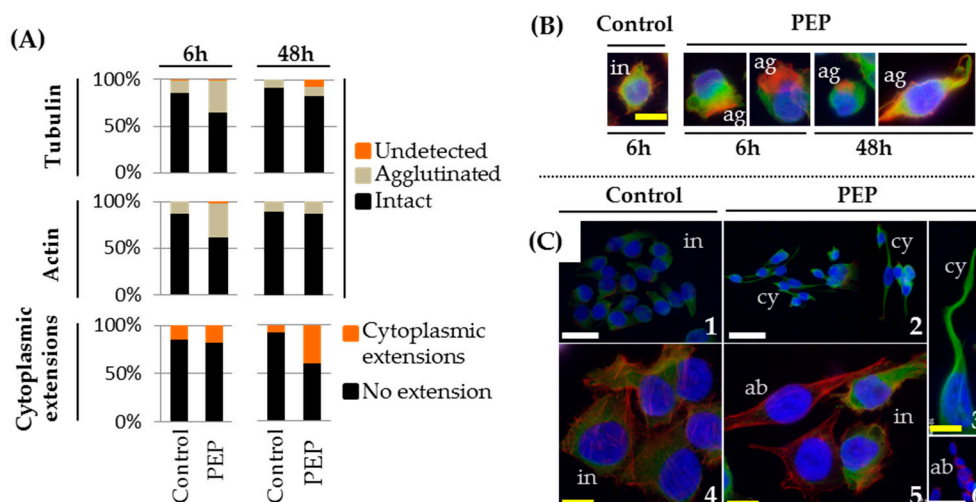 (A)
6h
48h
Tubulin
100%
50%
0%
Undetected
Agglutinated
Intact
Actin
100%
50%
0%
Cytoplasmic
extensions
100%
50%
0%
Cytoplasmic
extensions
No extension
Control
PEP
Control
PEP
(B)
Control
PEP
in
ag
ag
ag
ag
6h
6h
48h
(C)
Control
PEP
in
1
cy
cy
2
cy
3
in
4
ab
in
5
ab